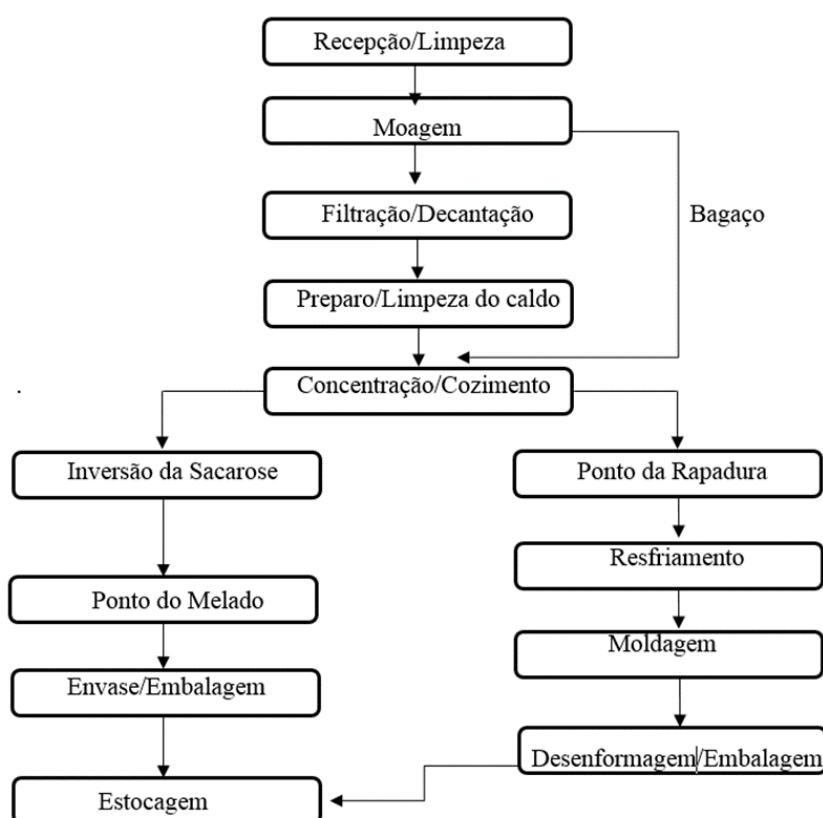 Recepção/Limpeza
Moagem
Filtração/Decantação
Bagaço
Preparo/Limpeza do caldo
Concentração/Cozimento
.
Inversão da Sacarose
Ponto da Rapadura
Resfriamento
Ponto do Melado
Moldagem
Envase/Embalagem
Desenformagem/Embalagem
Estocagem